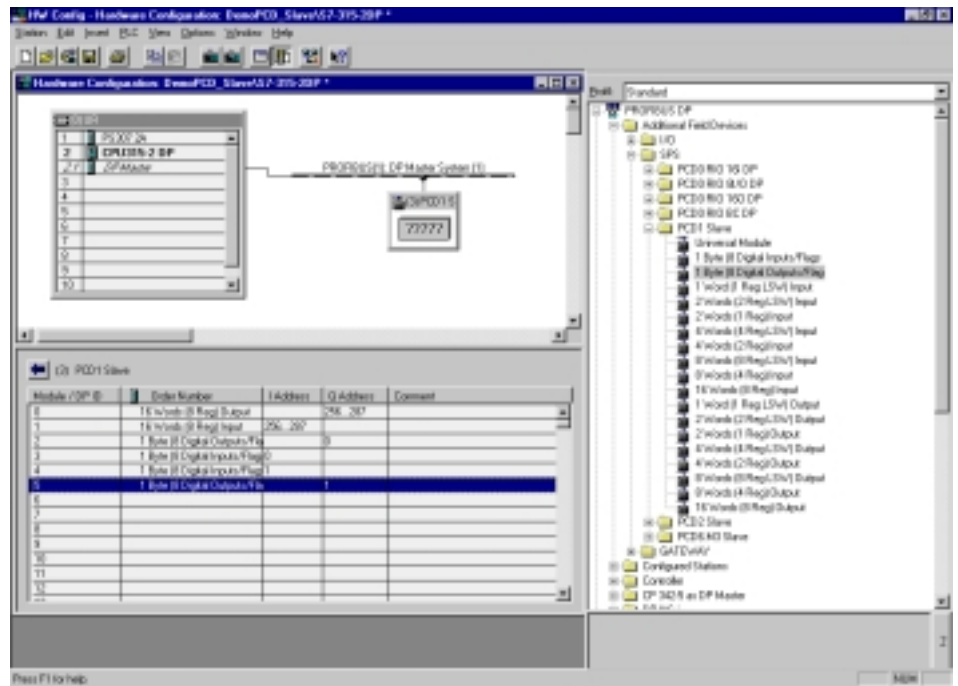 HW Config - Hardware Configuration: DemoPCD_Slave\S7-315-2DP *
Station Edit Insert PLC View Options Window Help
Hardware Configuration: DemoPCD_Slave\S7-315-2DP *
(0) UR
1 PS 307 2A
2 CPU315-2 DP
DP-Master
3
4
5
6
7
8
9
10
PROFIBUS(1): DP Master System (1)
(3) PCD1 S
(3) PCD1 Slave
Module / DP ID Order Number I Address Q Address Comment
0 16 Words (8 Reg) Output 256...287
1 16 Words (8 Reg) Input 256...287
2 1 Byte (8 Digital Outputs/Fla 0
3 1 Byte (8 Digital Inputs/Flag 0
4 1 Byte (8 Digital Inputs/Flag 1
5 1 Byte (8 Digital Outputs/Fla 1
6
7
8
9
10
11
12
Profil: Standard
PROFIBUS DP
Additional Field Devices
I/O
SPS
PCD0 RIO 16I DP
PCD0 RIO 8I/O DP
PCD0 RIO 16O DP
PCD0 RIO 8C DP
PCD1 Slave
Universal Module
1 Byte (8 Digital Inputs/Flags
1 Byte (8 Digital Outputs/Flag
1 Word (1 Reg LSW) Input
2 Words (2 Reg LSW) Input
2 Words (1 Reg) Input
4 Words (4 Reg LSW) Input
4 Words (2 Reg) Input
8 Words (8 Reg LSW) Input
8 Words (4 Reg) Input
16 Words (8 Reg) Input
1 Word (1 Reg LSW) Output
2 Words (2 Reg LSW) Output
2 Words (1 Reg) Output
4 Words (4 Reg LSW) Output
4 Words (2 Reg) Output
8 Words (8 Reg LSW) Output
8 Words (4 Reg) Output
16 Words (8 Reg) Output
PCD2 Slave
PCD6.M3 Slave
GATEWAY
Configured Stations
Controller
CP 342-5 as DP Master
Press F1 for help.
NUM